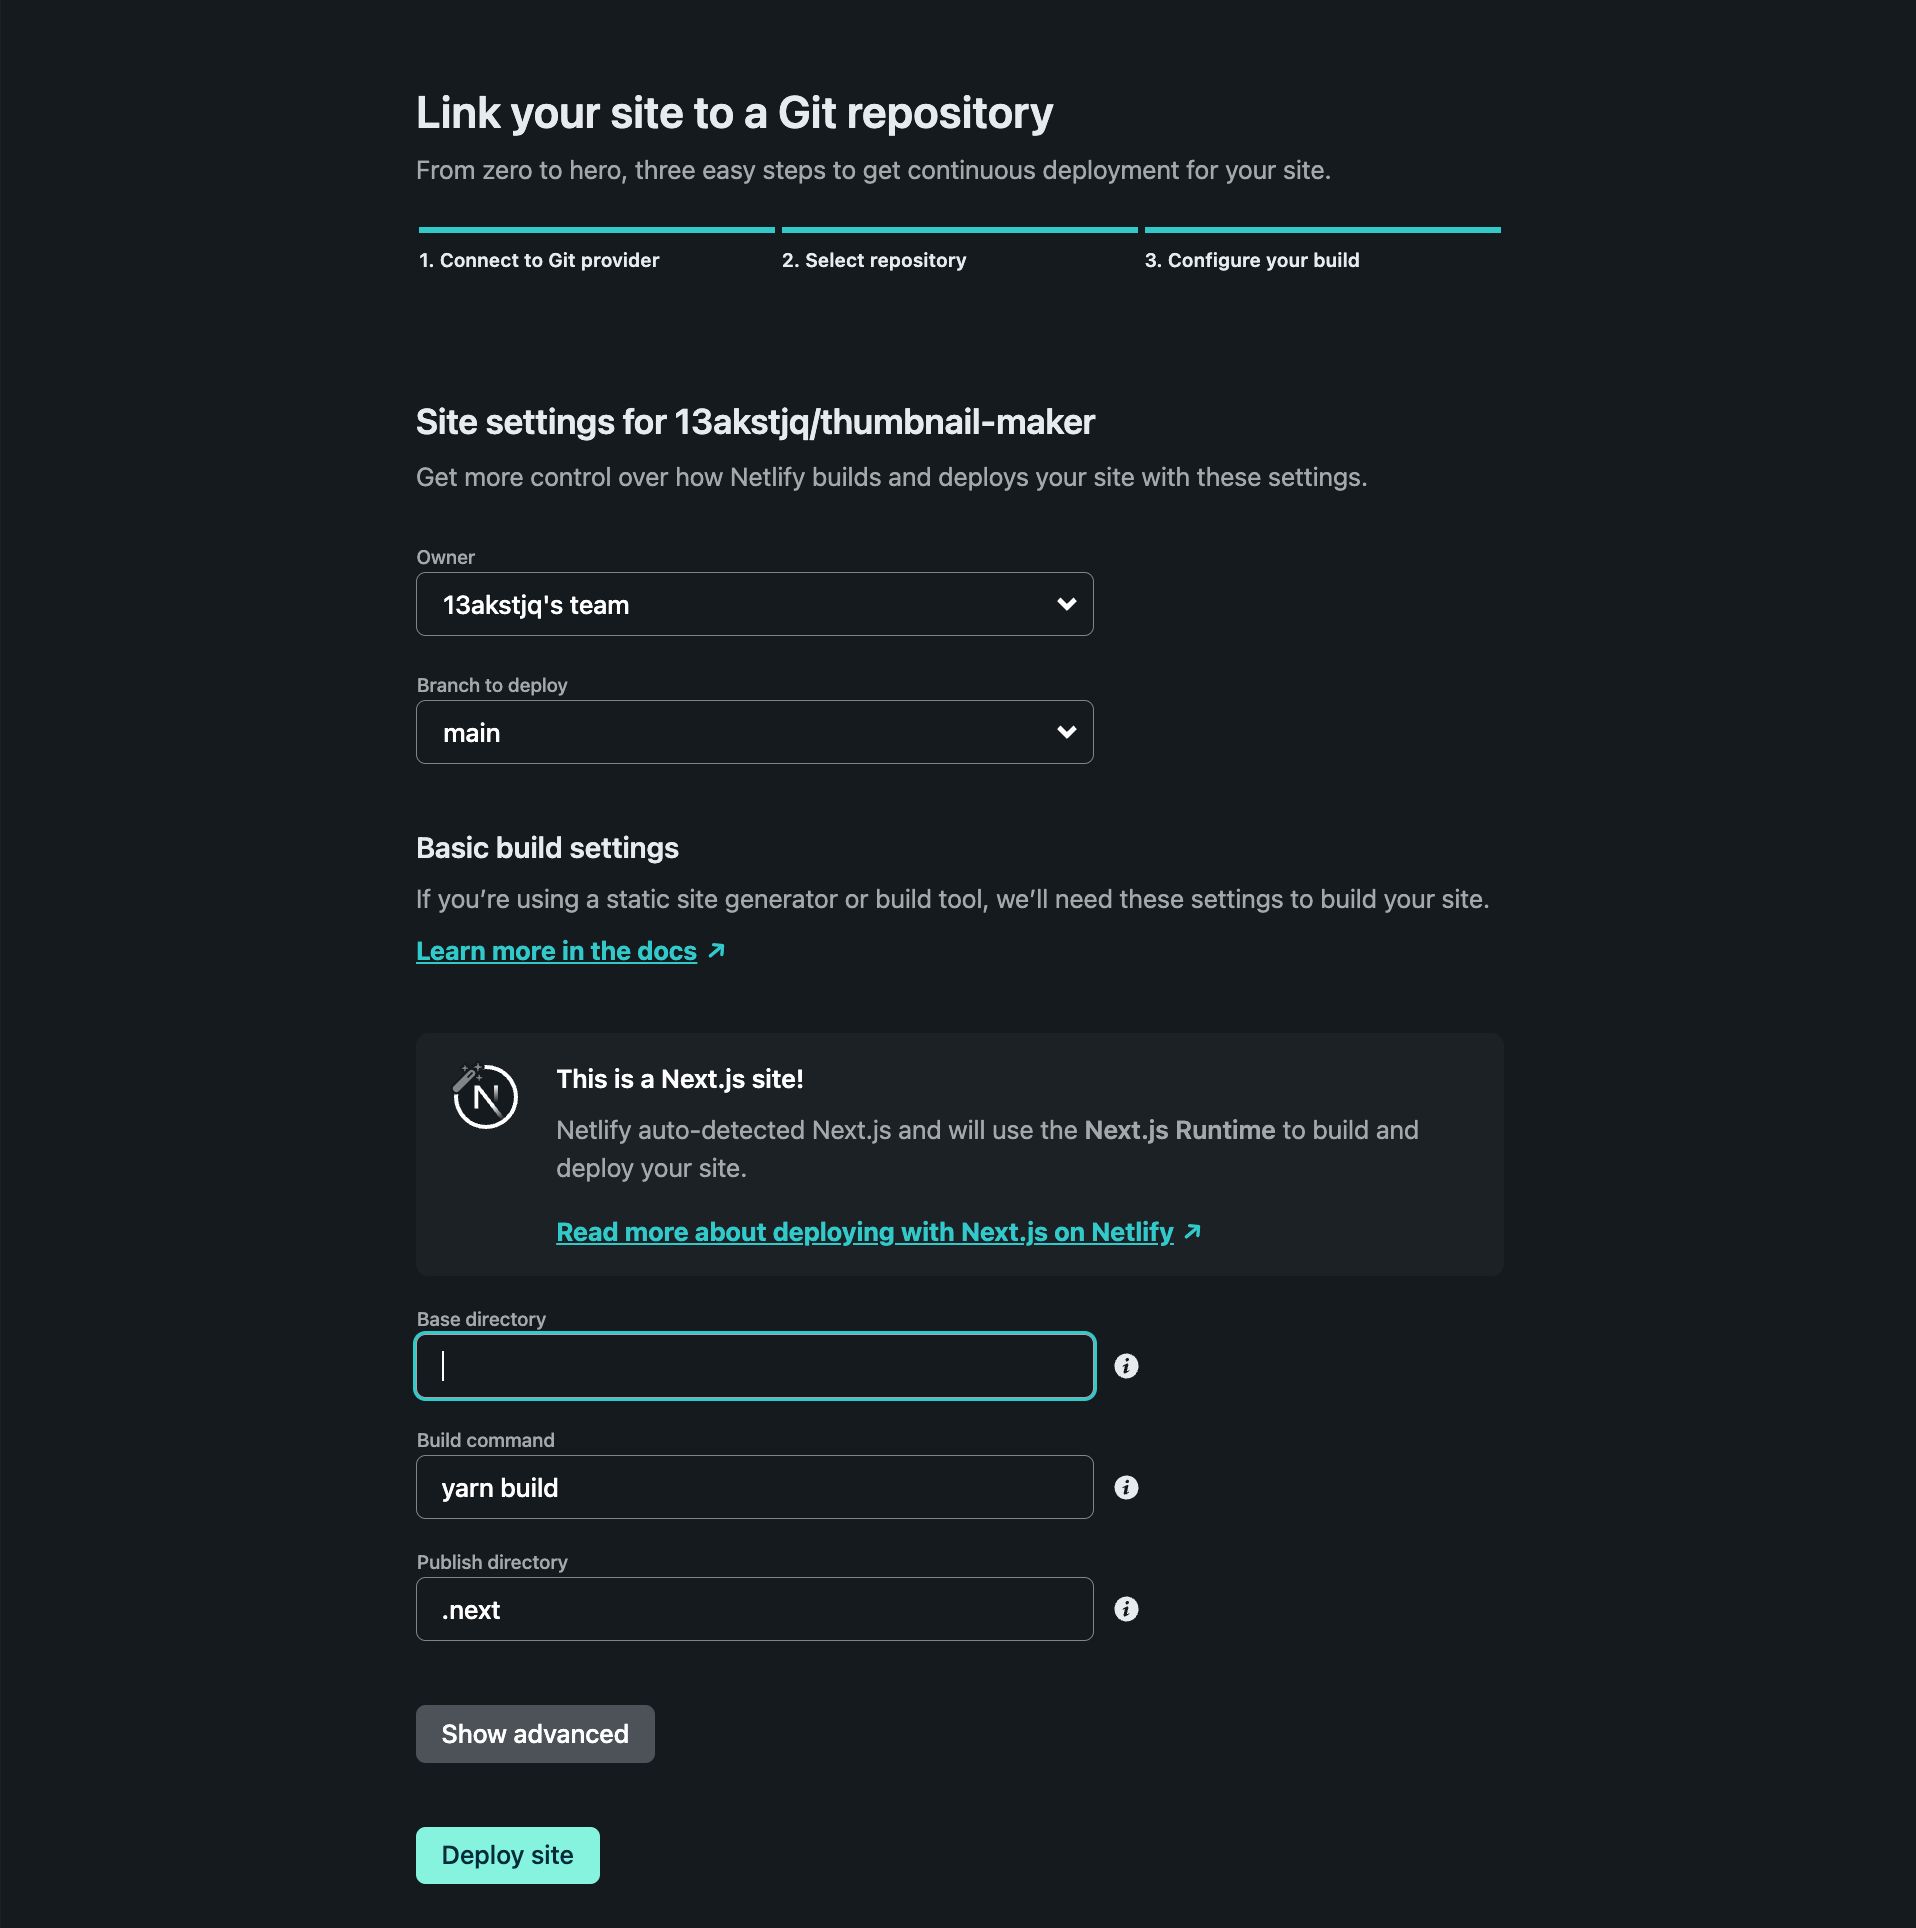 Link your site to a Git repository
From zero to hero, three easy steps to get continuous deployment for your site.
1. Connect to Git provider
2. Select repository
3. Configure your build
Site settings for 13akstjq/thumbnail-maker
Get more control over how Netlify builds and deploys your site with these settings.
Owner
13akstjq's team
Branch to deploy
main
Basic build settings
If you’re using a static site generator or build tool, we’ll need these settings to build your site.
Learn more in the docs
This is a Next.js site!
Netlify auto-detected Next.js and will use the Next.js Runtime to build and
deploy your site.
Read more about deploying with Next.js on Netlify
Base directory
Build command
yarn build
Publish directory
.next
Show advanced
Deploy site